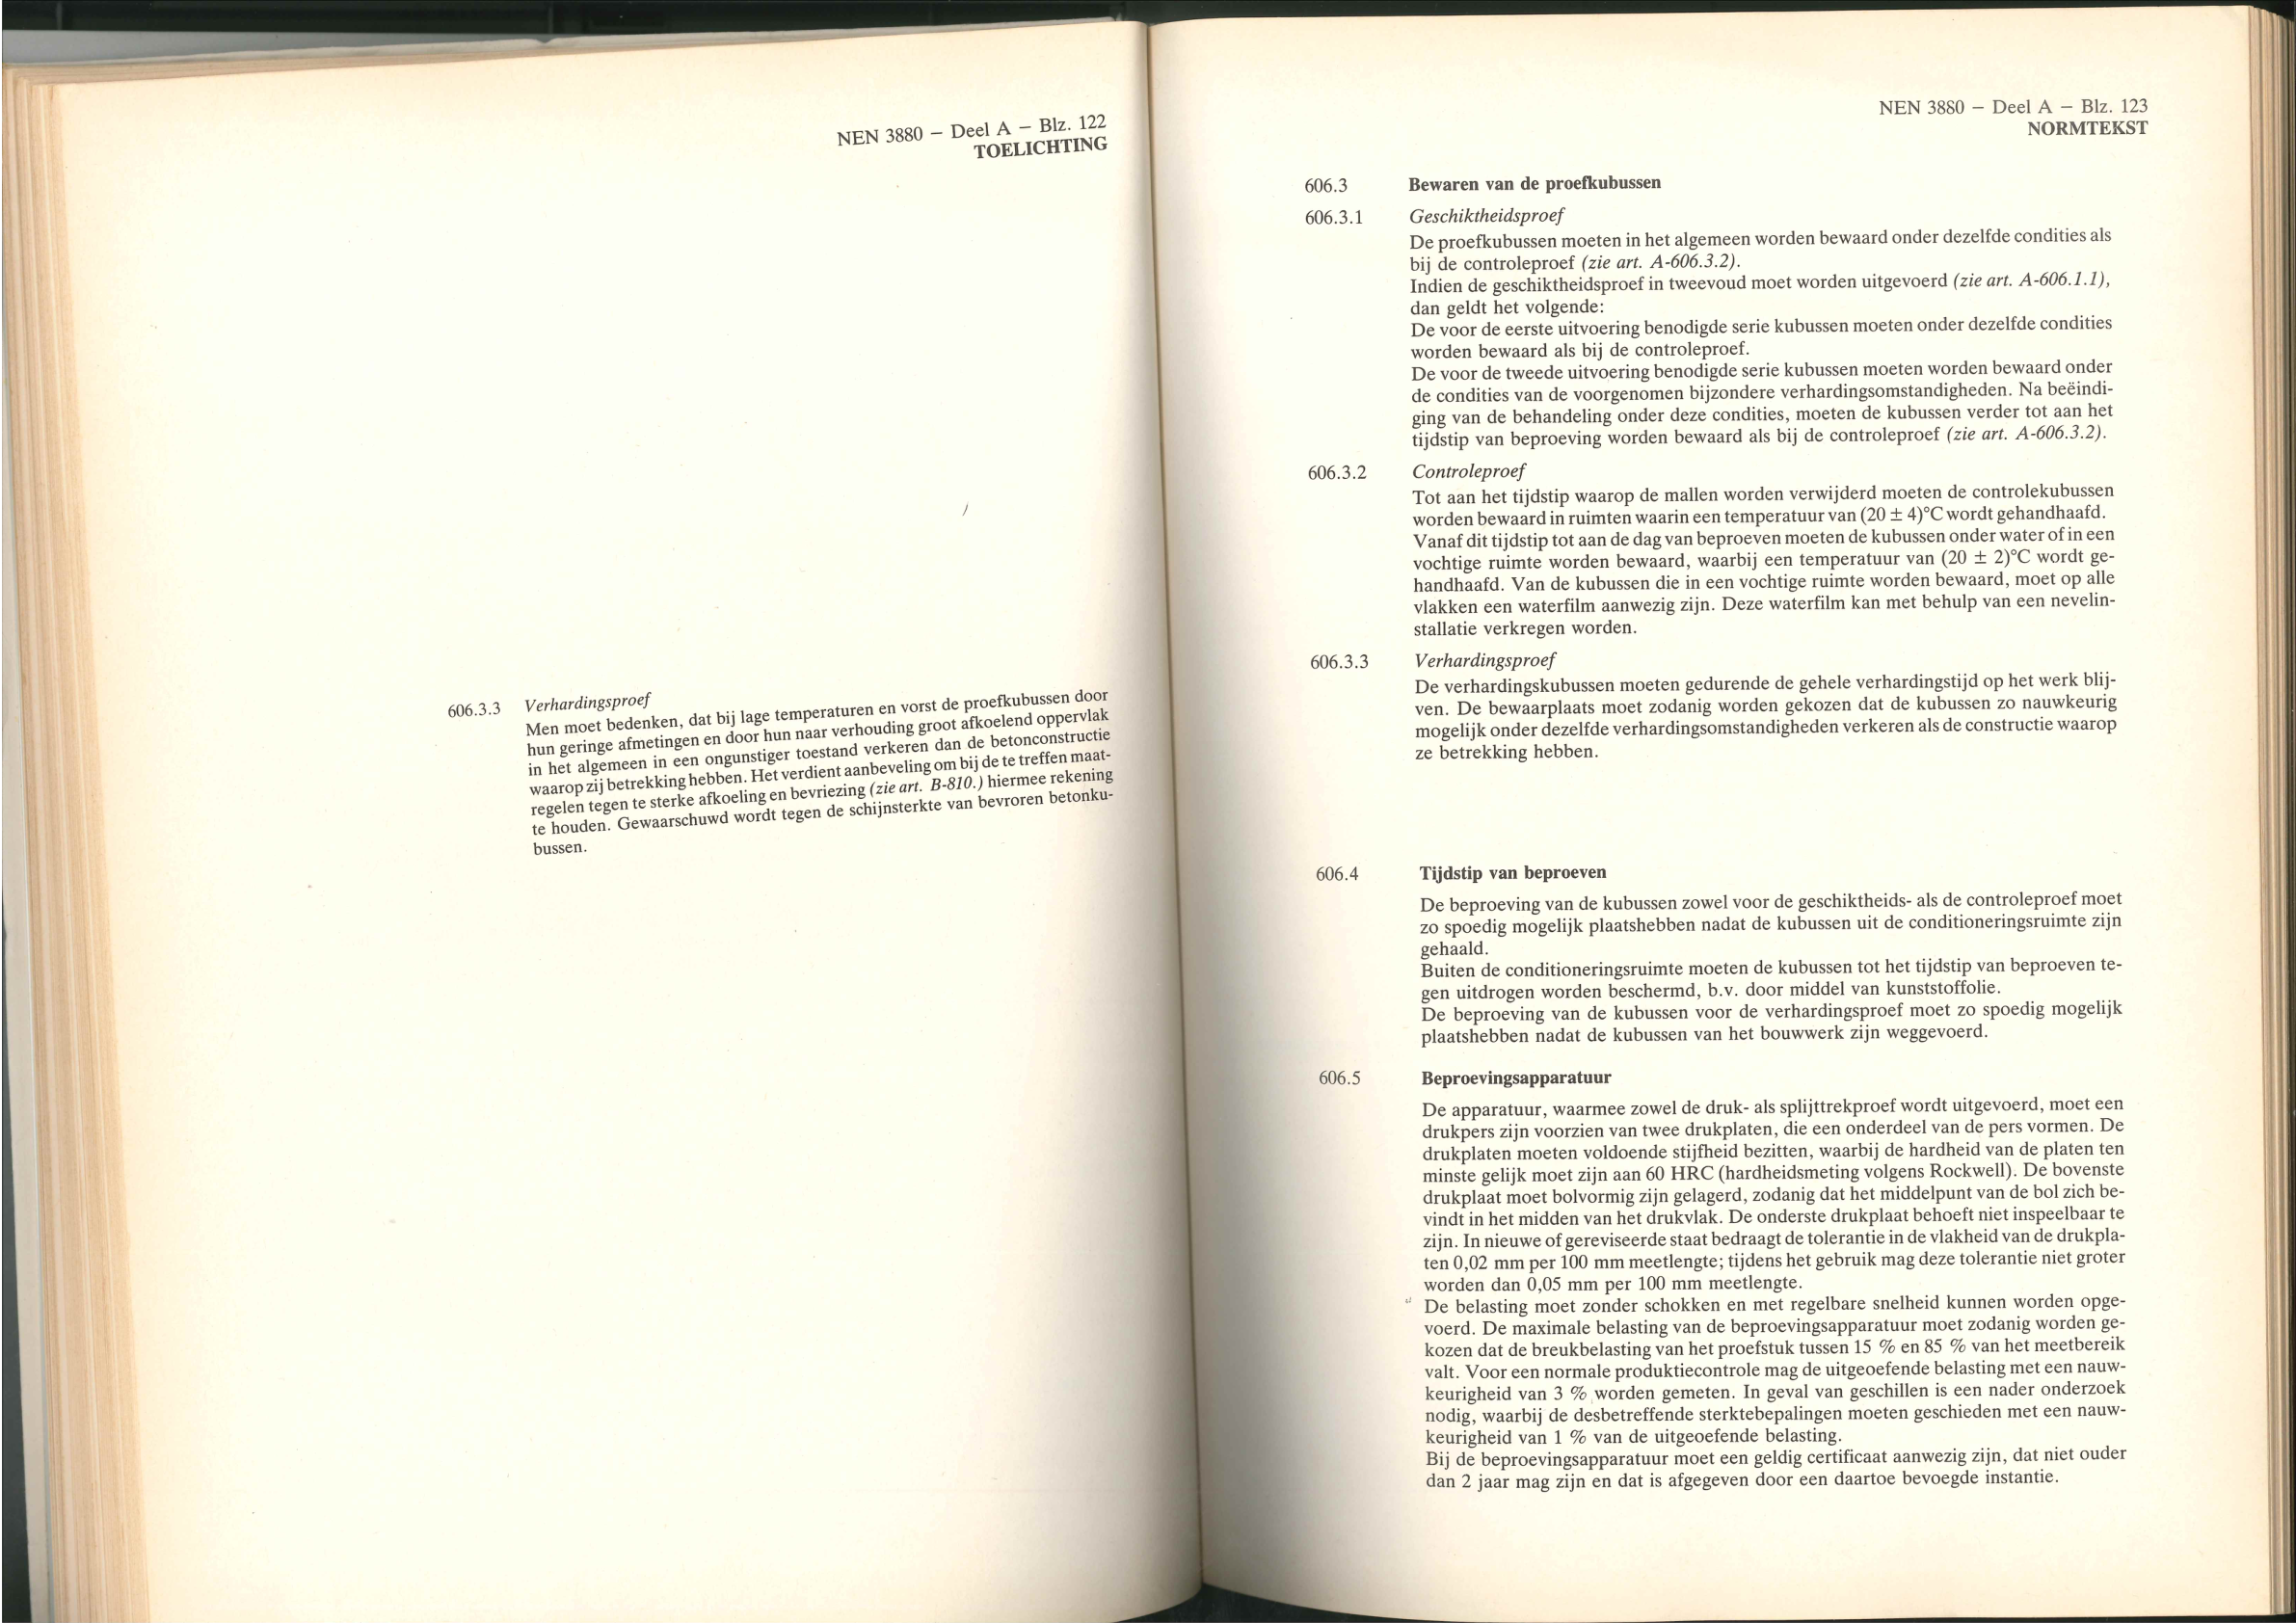 NEN 3880 – Deel A – Blz. 122
TOELICHTING
606.3.3 Verhardingsproef
Men moet bedenken, dat bij lage temperaturen en vorst de proefkubussen door
hun geringe afmetingen en door hun naar verhouding groot afkoelend oppervlak
in het algemeen in een ongunstiger toestand verkeren dan de betonconstructie
waarop zij betrekking hebben. Het verdient aanbeveling om bij de te treffen maat-
regelen tegen te sterke afkoeling en bevriezing (zie art. B-810.) hiermee rekening
te houden. Gewaarschuwd wordt tegen de schijnsterkte van bevroren betonku-
bussen.
NEN 3880 – Deel A – Blz. 123
NORMTEKST
606.3 Bewaren van de proefkubussen
606.3.1 Geschiktheidsproef
De proefkubussen moeten in het algemeen worden bewaard onder dezelfde condities als
bij de controleproef (zie art. A-606.3.2).
Indien de geschiktheidsproef in tweevoud moet worden uitgevoerd (zie art. A-606.1.1),
dan geldt het volgende:
De voor de eerste uitvoering benodigde serie kubussen moeten onder dezelfde condities
worden bewaard als bij de controleproef.
De voor de tweede uitvoering benodigde serie kubussen moeten worden bewaard onder
de condities van de voorgenomen bijzondere verhardingsomstandigheden. Na beëindi-
ging van de behandeling onder deze condities, moeten de kubussen verder tot aan het
tijdstip van beproeving worden bewaard als bij de controleproef (zie art. A-606.3.2).
606.3.2 Controleproef
Tot aan het tijdstip waarop de mallen worden verwijderd moeten de controlekubussen
worden bewaard in ruimten waarin een temperatuur van (20 ± 4)°C wordt gehandhaafd.
Vanaf dit tijdstip tot aan de dag van beproeven moeten de kubussen onder water of in een
vochtige ruimte worden bewaard, waarbij een temperatuur van (20 ± 2)°C wordt ge-
handhaafd. Van de kubussen die in een vochtige ruimte worden bewaard, moet op alle
vlakken een waterfilm aanwezig zijn. Deze waterfilm kan met behulp van een nevelin-
stallatie verkregen worden.
606.3.3 Verhardingsproef
De verhardingskubussen moeten gedurende de gehele verhardingstijd op het werk blij-
ven. De bewaarplaats moet zodanig worden gekozen dat de kubussen zo nauwkeurig
mogelijk onder dezelfde verhardingsomstandigheden verkeren als de constructie waarop
ze betrekking hebben.
606.4 Tijdstip van beproeven
De beproeving van de kubussen zowel voor de geschiktheids- als de controleproef moet
zo spoedig mogelijk plaatshebben nadat de kubussen uit de conditioneringsruimte zijn
gehaald.
Buiten de conditioneringsruimte moeten de kubussen tot het tijdstip van beproeven te-
gen uitdrogen worden beschermd, b.v. door middel van kunststoffolie.
De beproeving van de kubussen voor de verhardingsproef moet zo spoedig mogelijk
plaatshebben nadat de kubussen van het bouwwerk zijn weggevoerd.
606.5 Beproevingsapparatuur
De apparatuur, waarmee zowel de druk- als splijttrekproef wordt uitgevoerd, moet een
drukpers zijn voorzien van twee drukplaten, die een onderdeel van de pers vormen. De
drukplaten moeten voldoende stijfheid bezitten, waarbij de hardheid van de platen ten
minste gelijk moet zijn aan 60 HRC (hardheidsmeting volgens Rockwell). De bovenste
drukplaat moet bolvormig zijn gelagerd, zodanig dat het middelpunt van de bol zich be-
vindt in het midden van het drukvlak. De onderste drukplaat behoeft niet inspeelbaar te
zijn. In nieuwe of gereviseerde staat bedraagt de tolerantie in de vlakheid van de drukpla-
ten 0,02 mm per 100 mm meetlengte; tijdens het gebruik mag deze tolerantie niet groter
worden dan 0,05 mm per 100 mm meetlengte.
De belasting moet zonder schokken en met regelbare snelheid kunnen worden opge-
voerd. De maximale belasting van de beproevingsapparatuur moet zodanig worden ge-
kozen dat de breukbelasting van het proefstuk tussen 15 % en 85 % van het meetbereik
valt. Voor een normale produktiecontrole mag de uitgeoefende belasting met een nauw-
keurigheid van 3 % worden gemeten. In geval van geschillen is een nader onderzoek
nodig, waarbij de desbetreffende sterktebepalingen moeten geschieden met een nauw-
keurigheid van 1 % van de uitgeoefende belasting.
Bij de beproevingsapparatuur moet een geldig certificaat aanwezig zijn, dat niet ouder
dan 2 jaar mag zijn en dat is afgegeven door een daartoe bevoegde instantie.